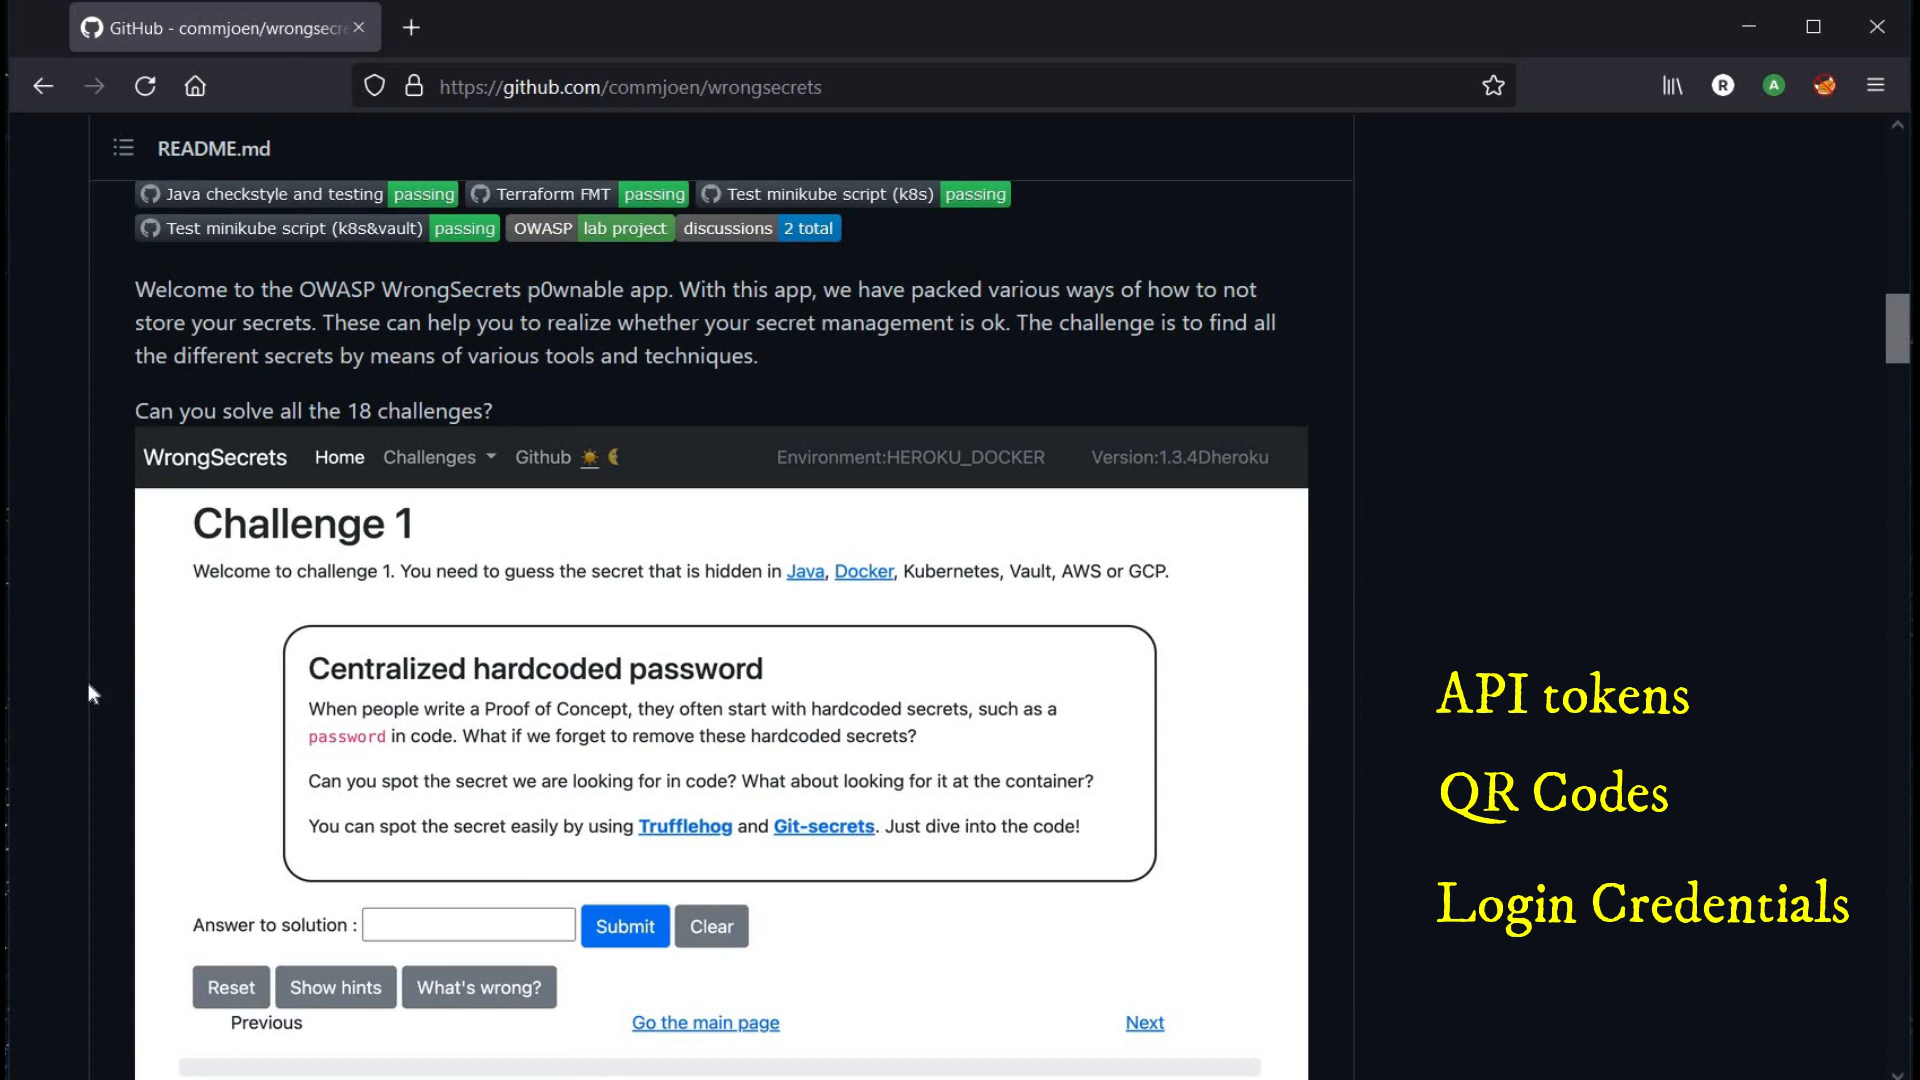 GitHub - commjoen/wrongsecre
https://github.com/commjoen/wrongsecrets
R
A
README.md
Java checkstyle and testing passing Terraform FMT passing Test minikube script (k8s) passing
Test minikube script (k8s&vault) passing OWASP lab project discussions 2 total
Welcome to the OWASP WrongSecrets p0wnable app. With this app, we have packed various ways of how to not
store your secrets. These can help you to realize whether your secret management is ok. The challenge is to find all
the different secrets by means of various tools and techniques.
Can you solve all the 18 challenges?
WrongSecrets Home Challenges Github Environment:HEROKU_DOCKER Version:1.3.4Dheroku
Challenge 1
Welcome to challenge 1. You need to guess the secret that is hidden in Java, Docker, Kubernetes, Vault, AWS or GCP.
Centralized hardcoded password
When people write a Proof of Concept, they often start with hardcoded secrets, such as a
password in code. What if we forget to remove these hardcoded secrets?
Can you spot the secret we are looking for in code? What about looking for it at the container?
You can spot the secret easily by using Trufflehog and Git-secrets. Just dive into the code!
Answer to solution : Submit Clear
Reset Show hints What's wrong?
Previous Go the main page Next
API tokens
QR Codes
Login Credentials